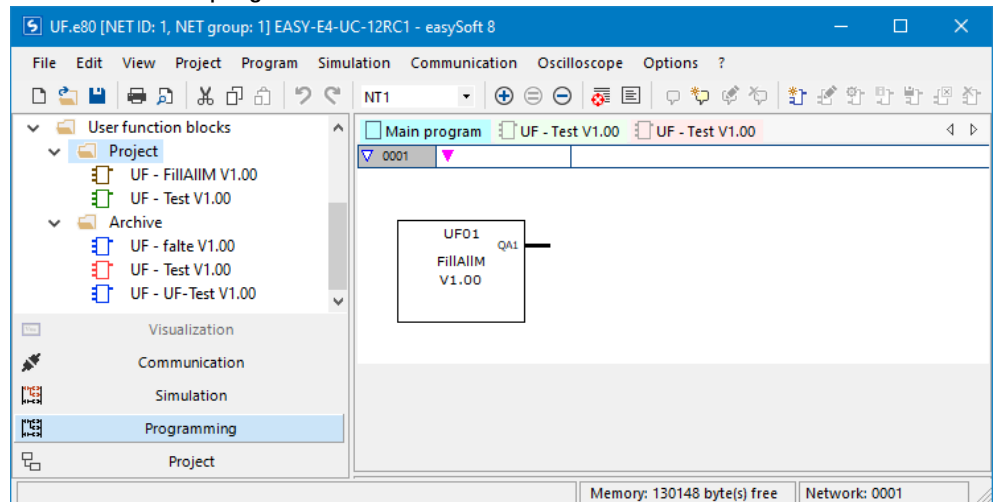 UF.e80 [NET ID: 1, NET group: 1] EASY-E4-UC-12RC1 - easySoft 8
File Edit View Project Program Simulation Communication Oscilloscope Options ?
NT1
User function blocks
Project
UF - FillAllM V1.00
UF - Test V1.00
Archive
UF - falte V1.00
UF - Test V1.00
UF - UF-Test V1.00
Visualization
Communication
Simulation
Programming
Project
Main program UF - Test V1.00 UF - Test V1.00
0001
UF01
QA1
FillAllM
V1.00
Memory: 130148 byte(s) free Network: 0001